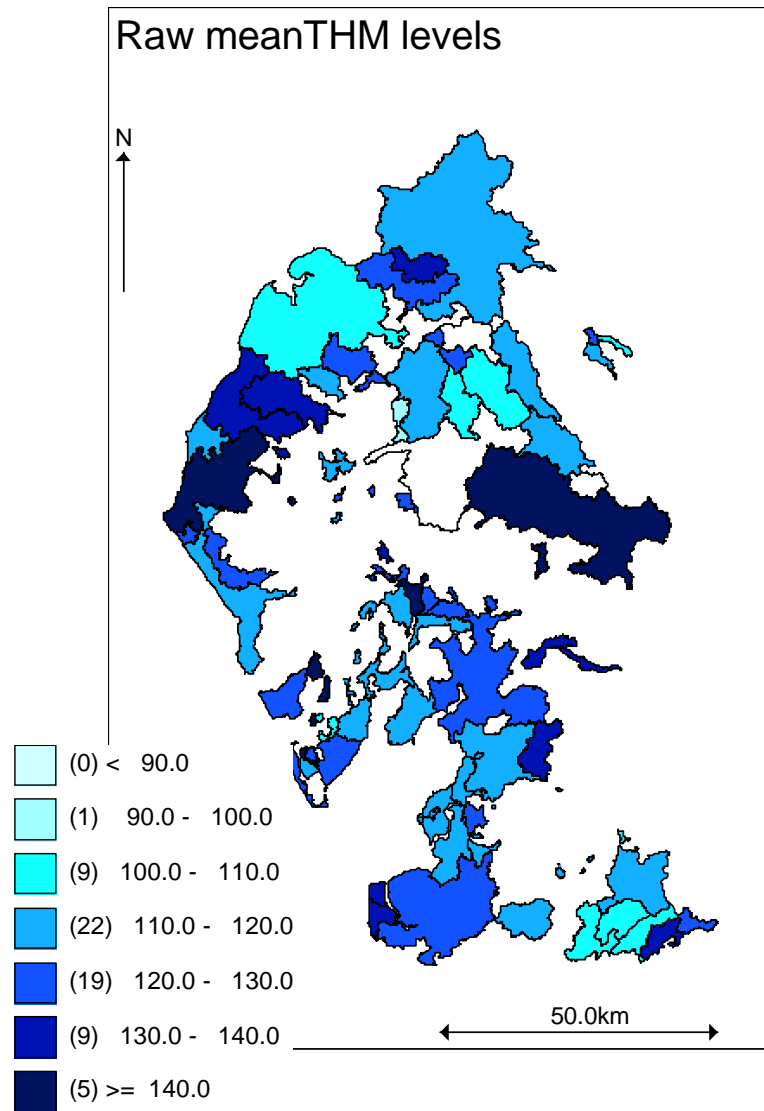 Raw meanTHM levels
N
(0) < 90.0
(1) 90.0 - 100.0
(9) 100.0 - 110.0
(22) 110.0 - 120.0
(19) 120.0 - 130.0
(9) 130.0 - 140.0
(5) >= 140.0
50.0km